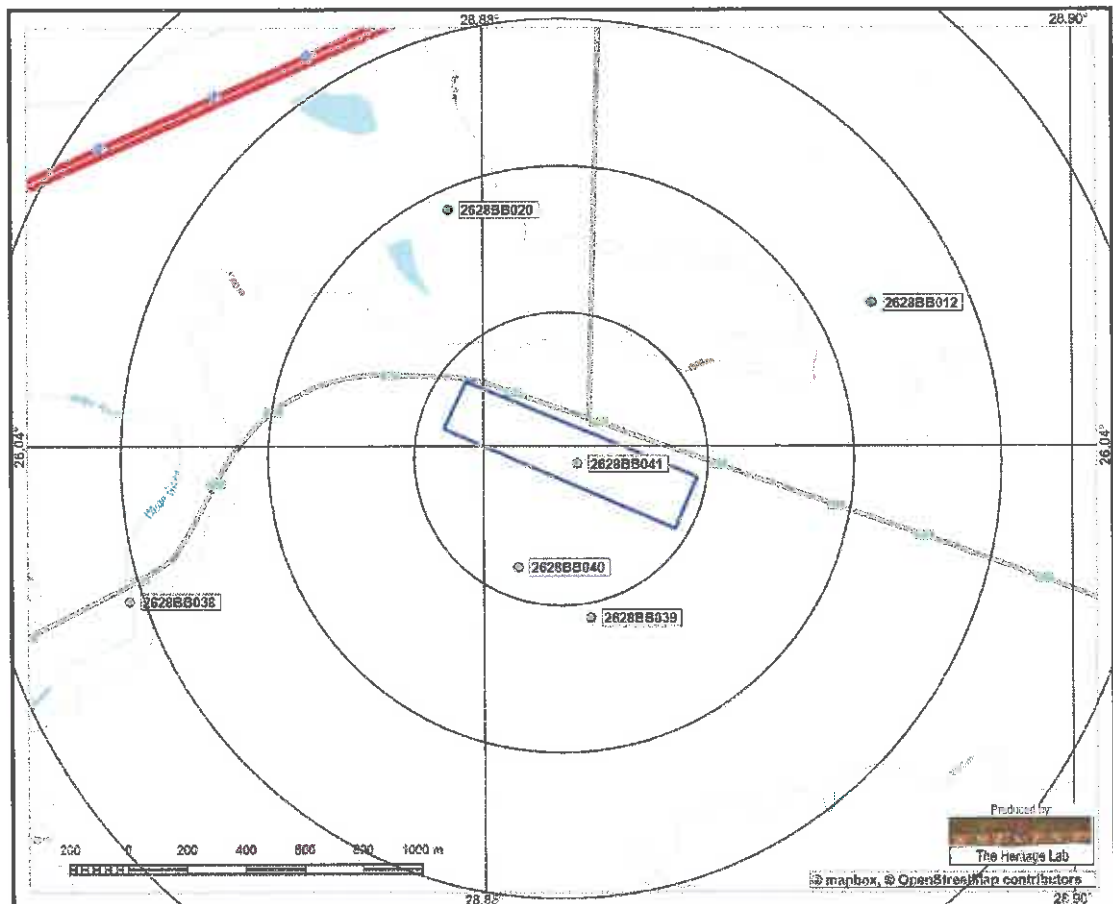 28.88°
28.90°
2628BB020
2628BB012
26.04°
26.04°
2628BB041
2628BB040
2628BB038
2628BB039
200 0 200 400 600 800 1000 m
Produced by:
The Heritage Lab
© mapbox, © OpenStreetMap contributors
28.88°
28.90°